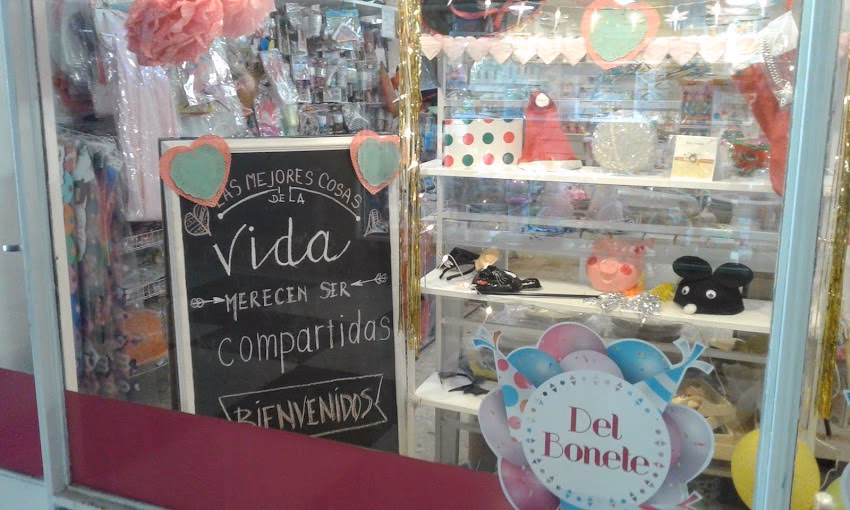 LAS MEJORES COSAS
DE LA
Vida
MERECEN SER
compartidas
BIENVENIDOS
Del
Bonete